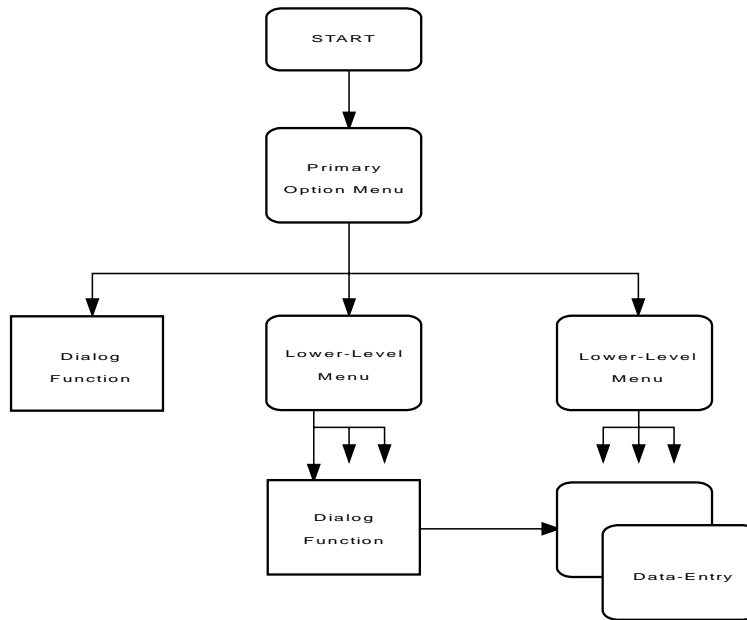 START
Primary
Option Menu
Dialog
Function
Lower-Level
Menu
Lower-Level
Menu
Dialog
Function
Data-Entry